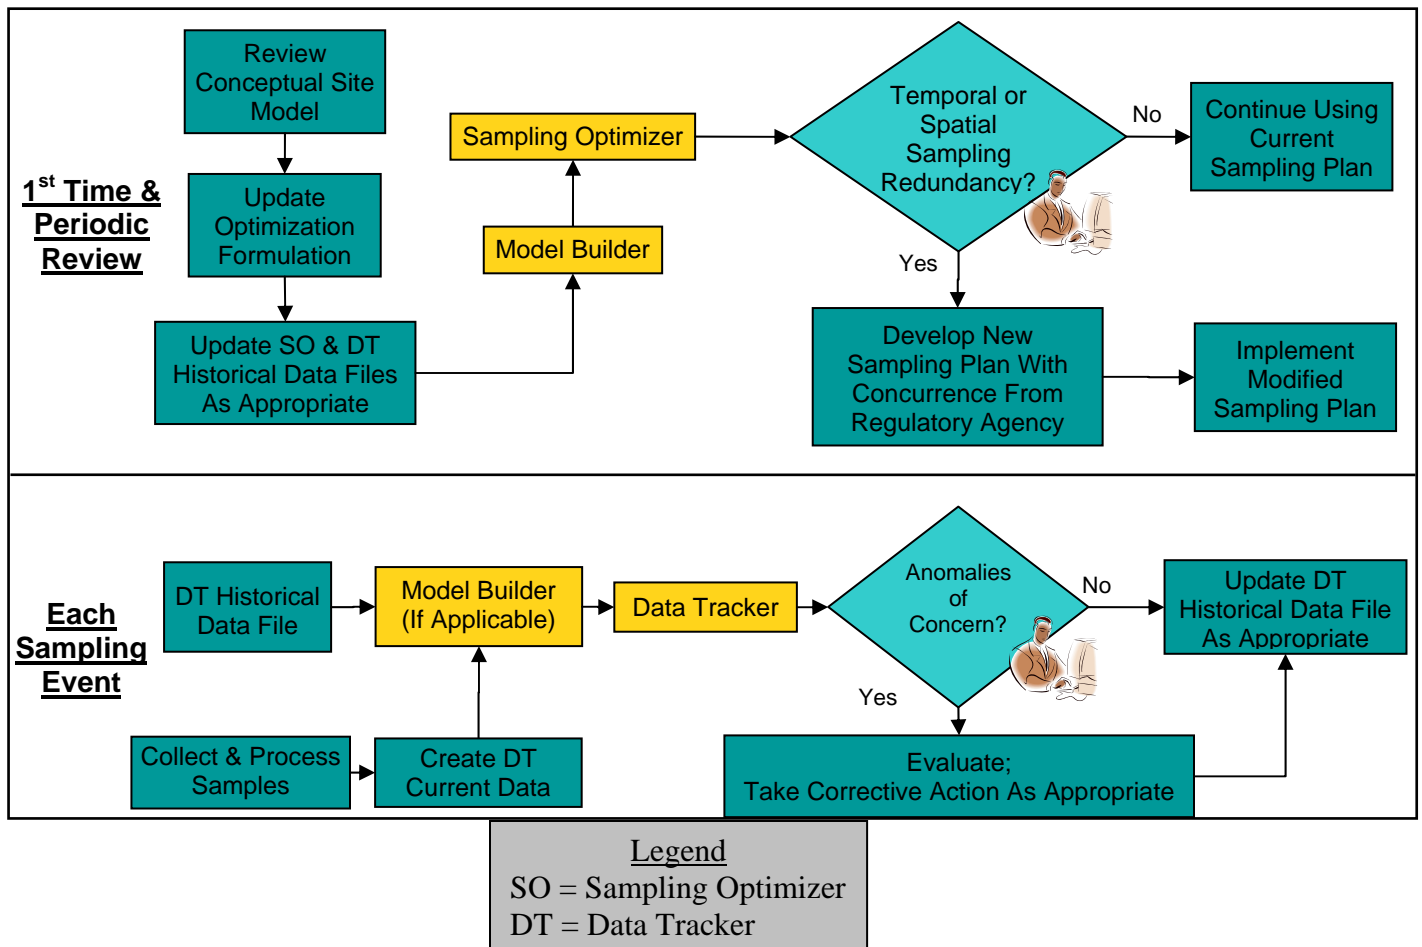 Review
Conceptual Site
Model
1st Time &
Periodic
Review
Update
Optimization
Formulation
Update SO & DT
Historical Data Files
As Appropriate
Model Builder
Sampling Optimizer
Temporal or
Spatial
Sampling
Redundancy?
No
Continue Using
Current
Sampling Plan
Yes
Develop New
Sampling Plan With
Concurrence From
Regulatory Agency
Implement
Modified
Sampling Plan
Each
Sampling
Event
DT Historical
Data File
Collect & Process
Samples
Create DT
Current Data
Model Builder
(If Applicable)
Data Tracker
Anomalies
of
Concern?
No
Update DT
Historical Data File
As Appropriate
Yes
Evaluate;
Take Corrective Action As Appropriate
Legend
SO = Sampling Optimizer
DT = Data Tracker